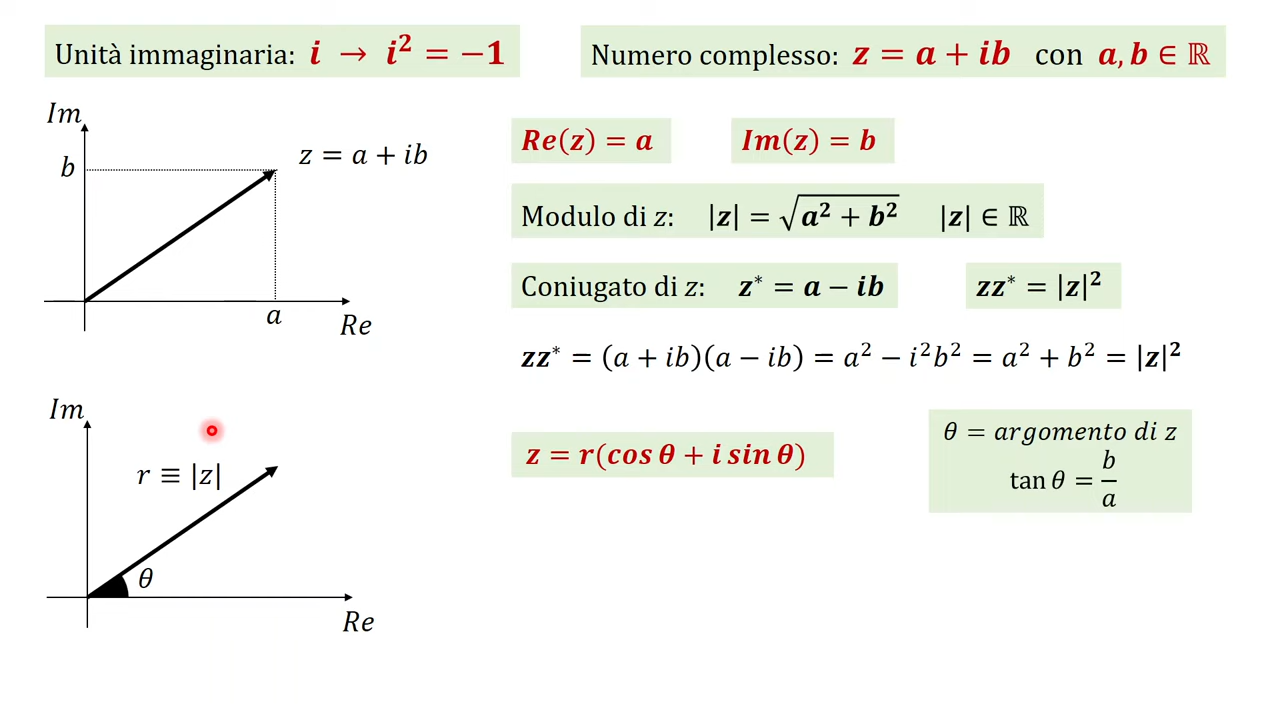 Unità immaginaria: i → i² = −1
Numero complesso: z = a + ib con a, b ∈ ℝ
Im
b
z = a + ib
a
Re
Re(z) = a
Im(z) = b
Modulo di z: |z| = √(a² + b²) |z| ∈ ℝ
Coniugato di z: z* = a − ib
zz* = |z|²
zz* = (a + ib)(a − ib) = a² − i²b² = a² + b² = |z|²
Im
r ≡ |z|
θ
Re
z = r(cos θ + i sin θ)
θ = argomento di z
tan θ = b/a